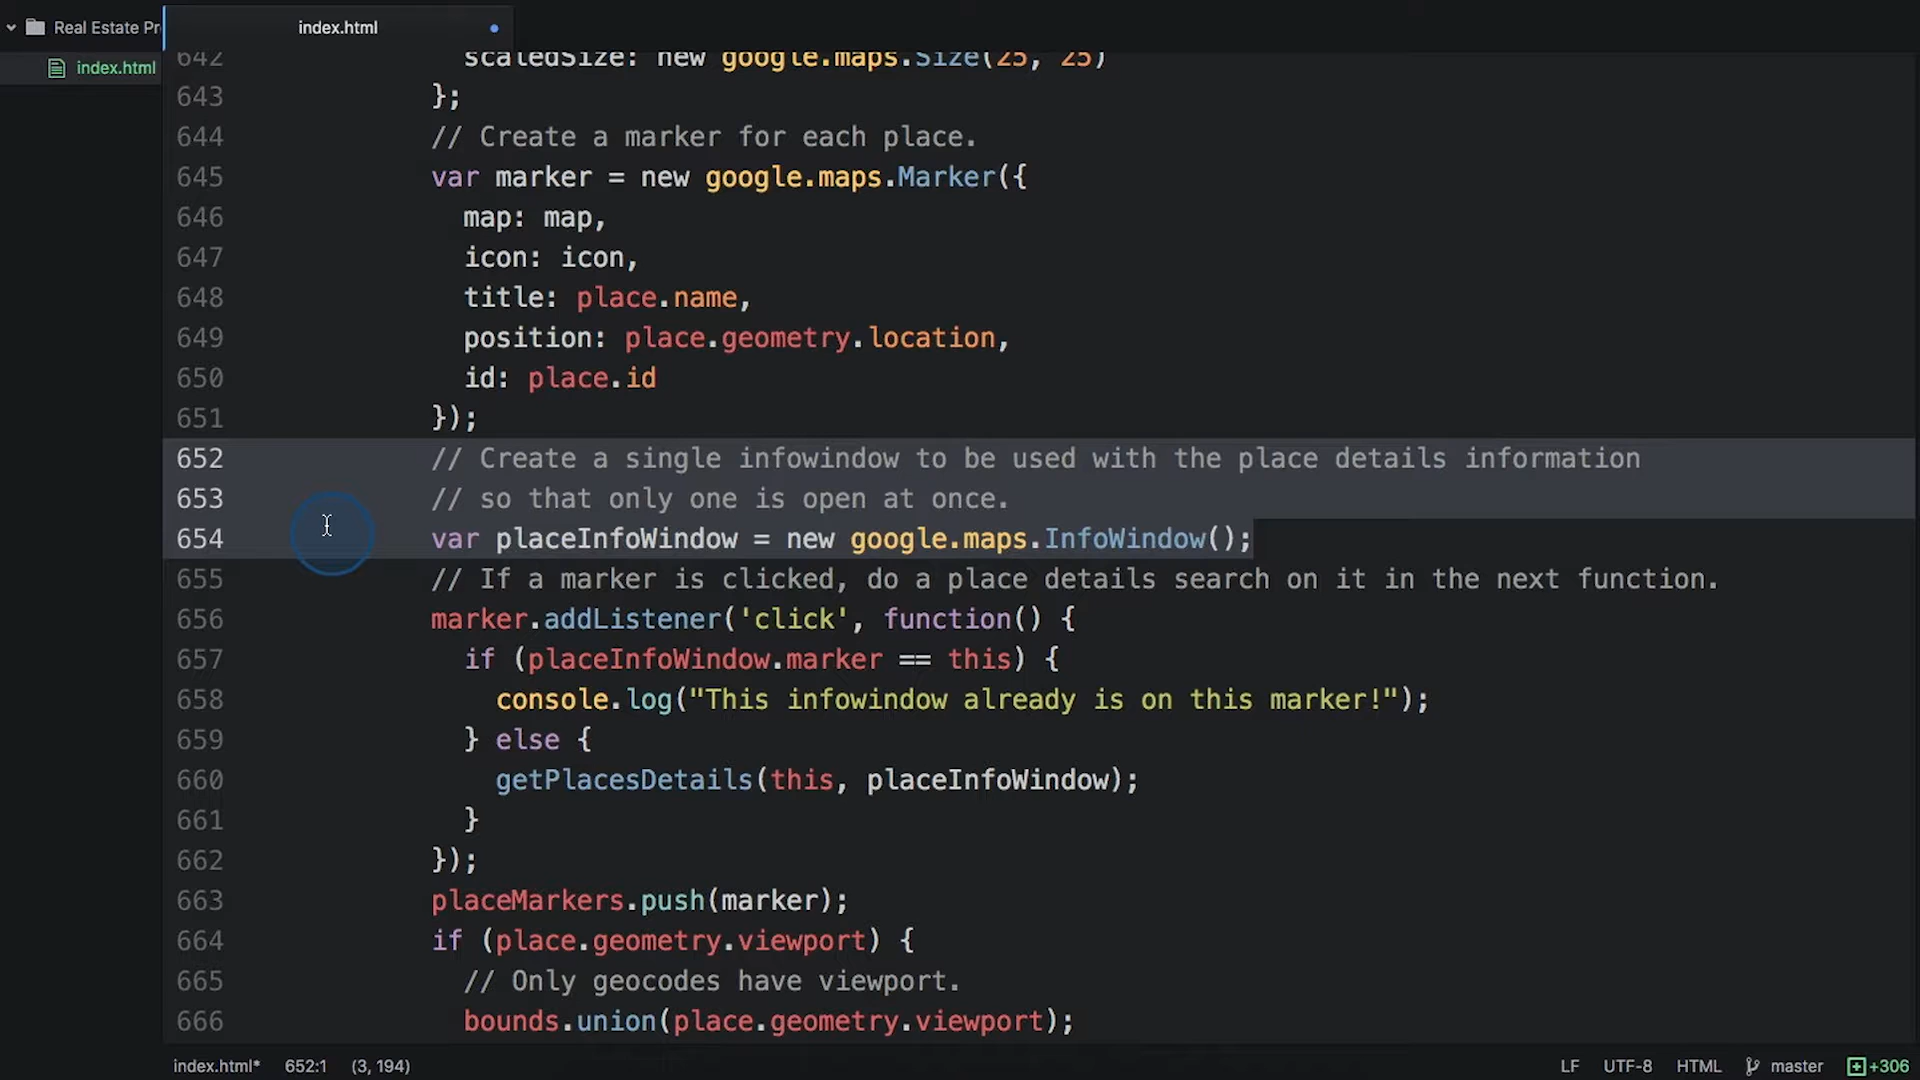 Real Estate Pr
index.html
index.html
642 scaledSize: new google.maps.Size(25, 25)
643 };
644 // Create a marker for each place.
645 var marker = new google.maps.Marker({
646 map: map,
647 icon: icon,
648 title: place.name,
649 position: place.geometry.location,
650 id: place.id
651 });
652 // Create a single infowindow to be used with the place details information
653 // so that only one is open at once.
654 var placeInfoWindow = new google.maps.InfoWindow();
655 // If a marker is clicked, do a place details search on it in the next function.
656 marker.addListener('click', function() {
657 if (placeInfoWindow.marker == this) {
658 console.log("This infowindow already is on this marker!");
659 } else {
660 getPlacesDetails(this, placeInfoWindow);
661 }
662 });
663 placeMarkers.push(marker);
664 if (place.geometry.viewport) {
665 // Only geocodes have viewport.
666 bounds.union(place.geometry.viewport);
index.html* 652:1 (3, 194) LF UTF-8 HTML master +306